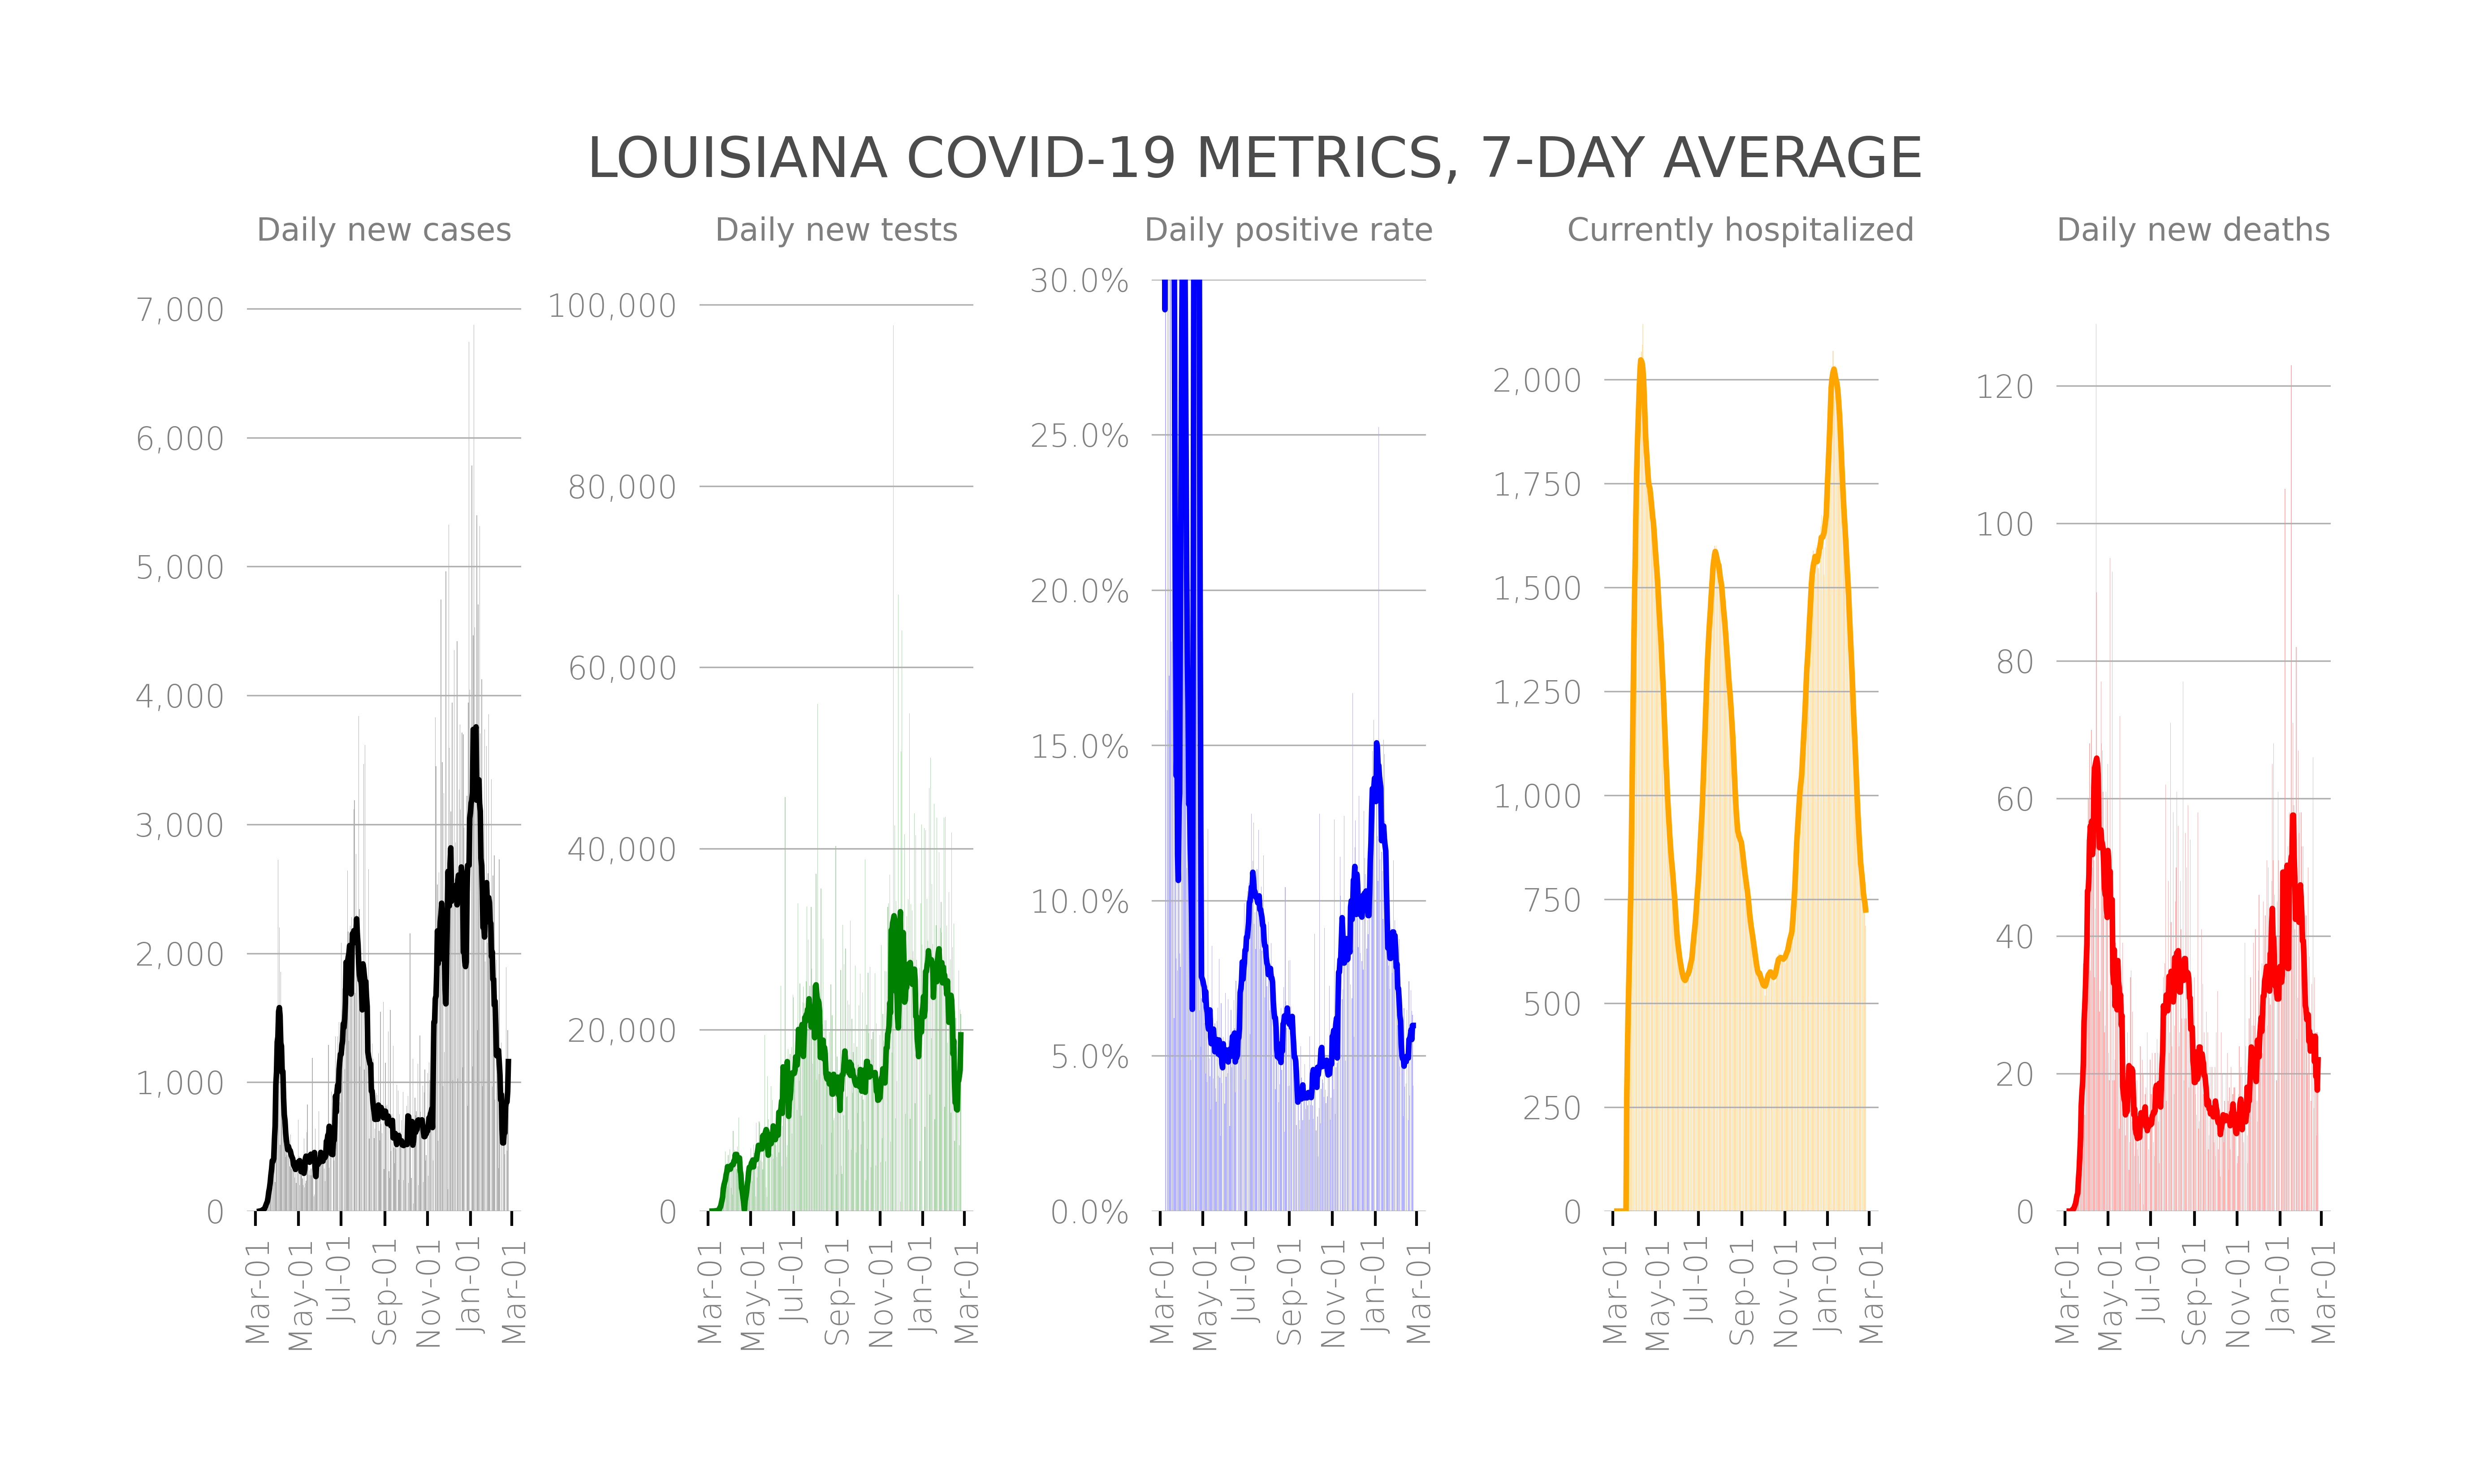 LOUISIANA COVID-19 METRICS, 7-DAY AVERAGE
Daily new cases
7,000
6,000
5,000
4,000
3,000
2,000
1,000
0
Mar-01
May-01
Jul-01
Sep-01
Nov-01
Jan-01
Mar-01
Daily new tests
100,000
80,000
60,000
40,000
20,000
0
Mar-01
May-01
Jul-01
Sep-01
Nov-01
Jan-01
Mar-01
Daily positive rate
30.0%
25.0%
20.0%
15.0%
10.0%
5.0%
0.0%
Mar-01
May-01
Jul-01
Sep-01
Nov-01
Jan-01
Mar-01
Currently hospitalized
2,000
1,750
1,500
1,250
1,000
750
500
250
0
Mar-01
May-01
Jul-01
Sep-01
Nov-01
Jan-01
Mar-01
Daily new deaths
120
100
80
60
40
20
0
Mar-01
May-01
Jul-01
Sep-01
Nov-01
Jan-01
Mar-01